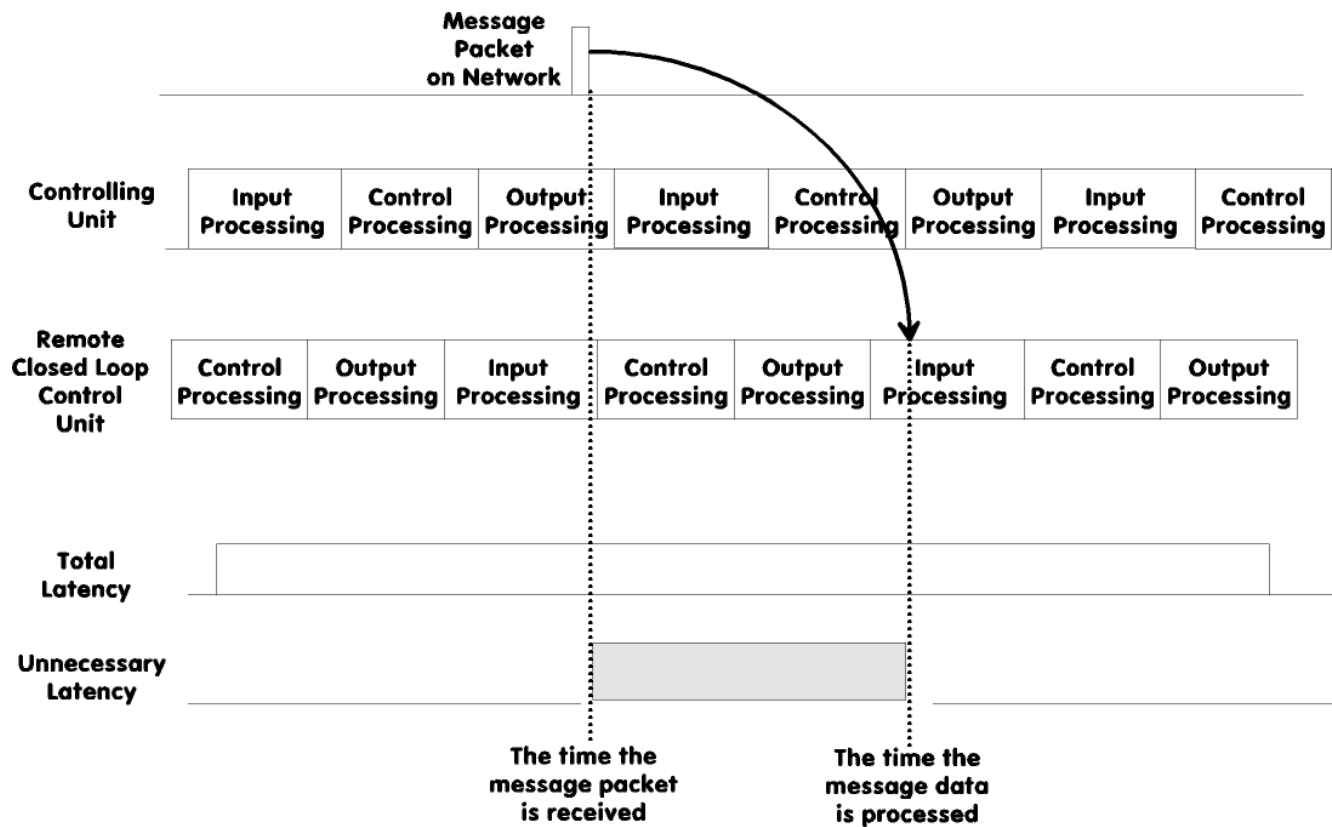 Message
Packet
on Network
Controlling
Unit
Input
Processing
Control
Processing
Output
Processing
Input
Processing
Control
Processing
Output
Processing
Input
Processing
Control
Processing
Remote
Closed Loop
Control
Unit
Control
Processing
Output
Processing
Input
Processing
Control
Processing
Output
Processing
Input
Processing
Control
Processing
Output
Processing
Total
Latency
Unnecessary
Latency
The time the
message packet
is received
The time the
message data
is processed